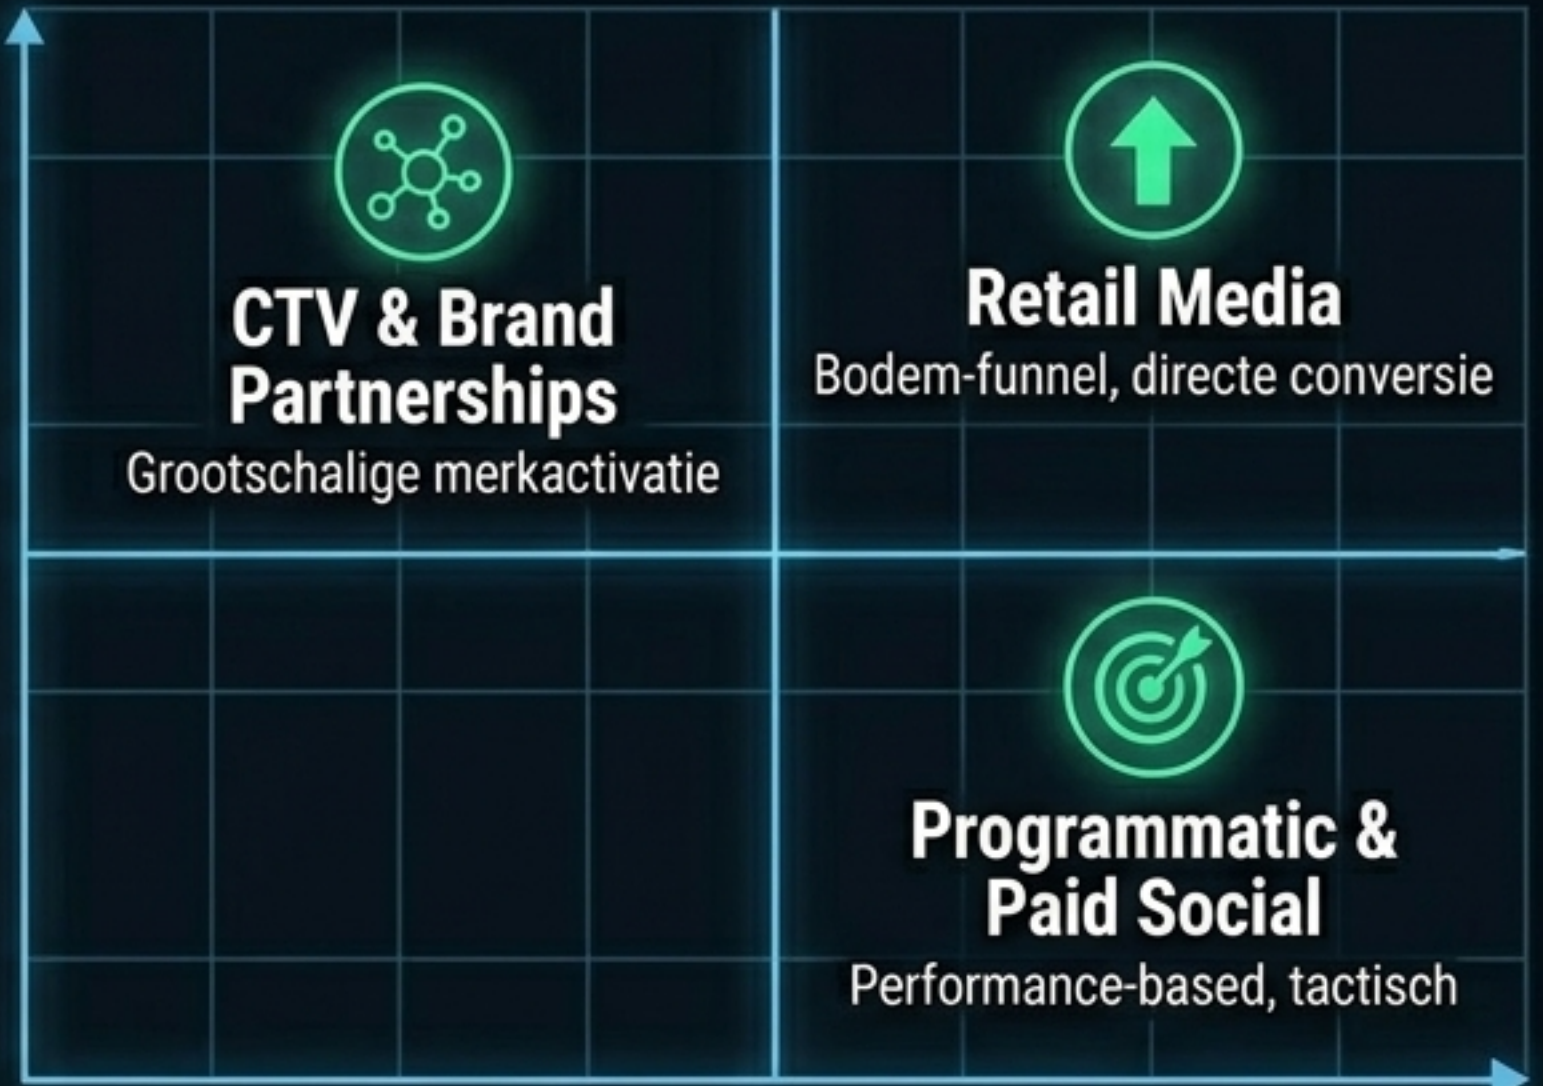 CTV & Brand
Partnerships
Grootschalige merkactivatie
Retail Media
Bodem-funnel, directe conversie
Programmatic &
Paid Social
Performance-based, tactisch